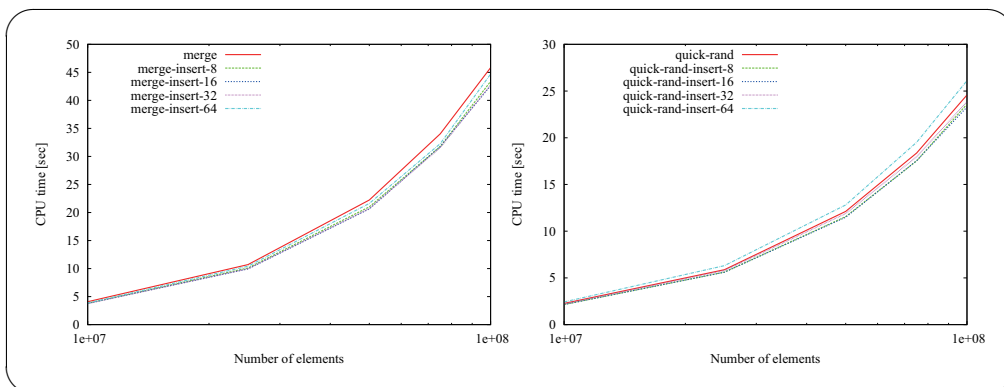 50
45
40
35
30
25
20
15
10
5
0
1e+07
1e+08
CPU time [sec]
Number of elements
merge
merge-insert-8
merge-insert-16
merge-insert-32
merge-insert-64
30
25
20
15
10
5
0
1e+07
1e+08
CPU time [sec]
Number of elements
quick-rand
quick-rand-insert-8
quick-rand-insert-16
quick-rand-insert-32
quick-rand-insert-64